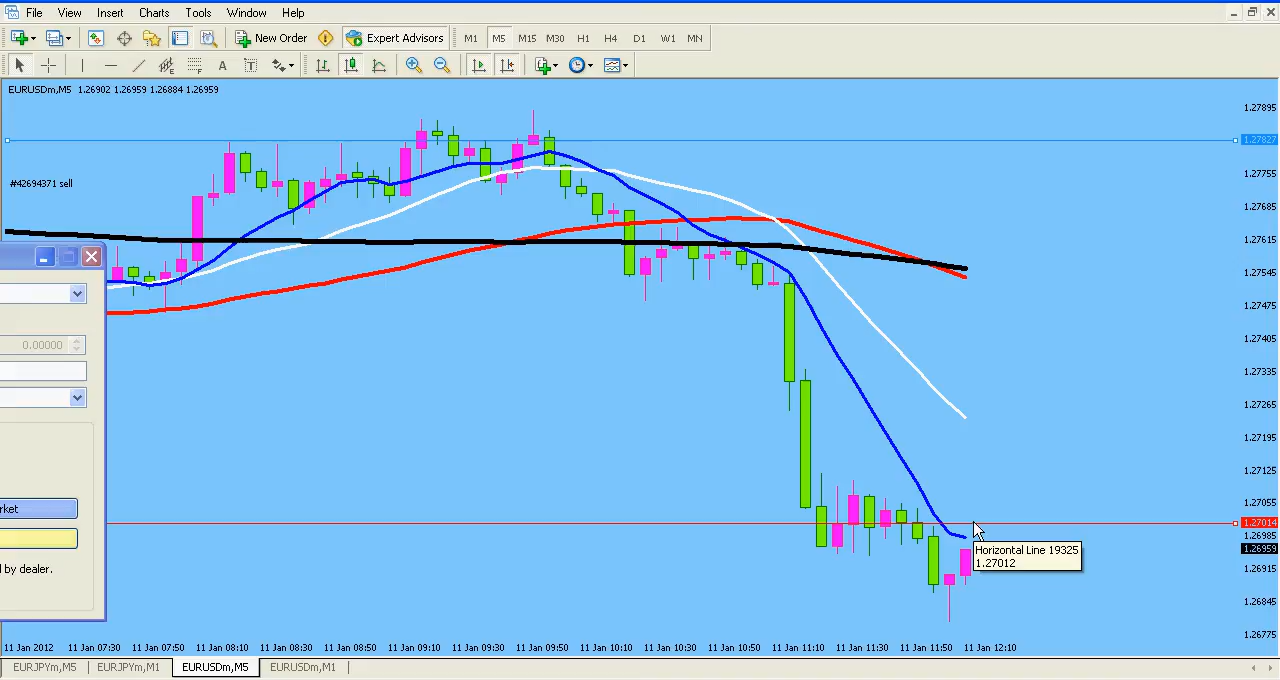 File View Insert Charts Tools Window Help
New Order Expert Advisors M1 M5 M15 M30 H1 H4 D1 W1 MN
A T
EURUSDm,M5 1.26902 1.26959 1.26884 1.26959
1.27895
1.27827
1.27755
#42694371 sell
1.27685
1.27615
1.27545
1.27475
0.00000
1.27405
1.27335
1.27265
1.27195
1.27125
1.27055
rket
1.27014
1.26985
Horizontal Line 19325
1.26959
1.27012
l by dealer.
1.26915
1.26845
1.26775
11 Jan 2012 11 Jan 07:30 11 Jan 07:50 11 Jan 08:10 11 Jan 08:30 11 Jan 08:50 11 Jan 09:10 11 Jan 09:30 11 Jan 09:50 11 Jan 10:10 11 Jan 10:30 11 Jan 10:50 11 Jan 11:10 11 Jan 11:30 11 Jan 11:50 11 Jan 12:10
EURJPYm,M5 EURJPYm,M1 EURUSDm,M5 EURUSDm,M1